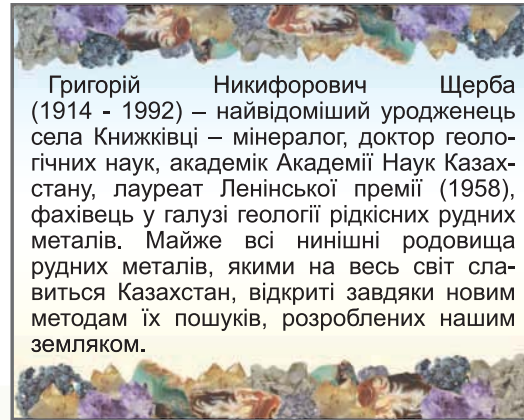 Григорій Никифорович Щерба
(1914 - 1992) – найвідоміший уродженець
села Книжківці – мінералог, доктор геоло-
гічних наук, академік Академії Наук Казах-
стану, лауреат Ленінської премії (1958),
фахівець у галузі геології рідкісних рудних
металів. Майже всі нинішні родовища
рудних металів, якими на весь світ сла-
виться Казахстан, відкриті завдяки новим
методам їх пошуків, розроблених нашим
земляком.